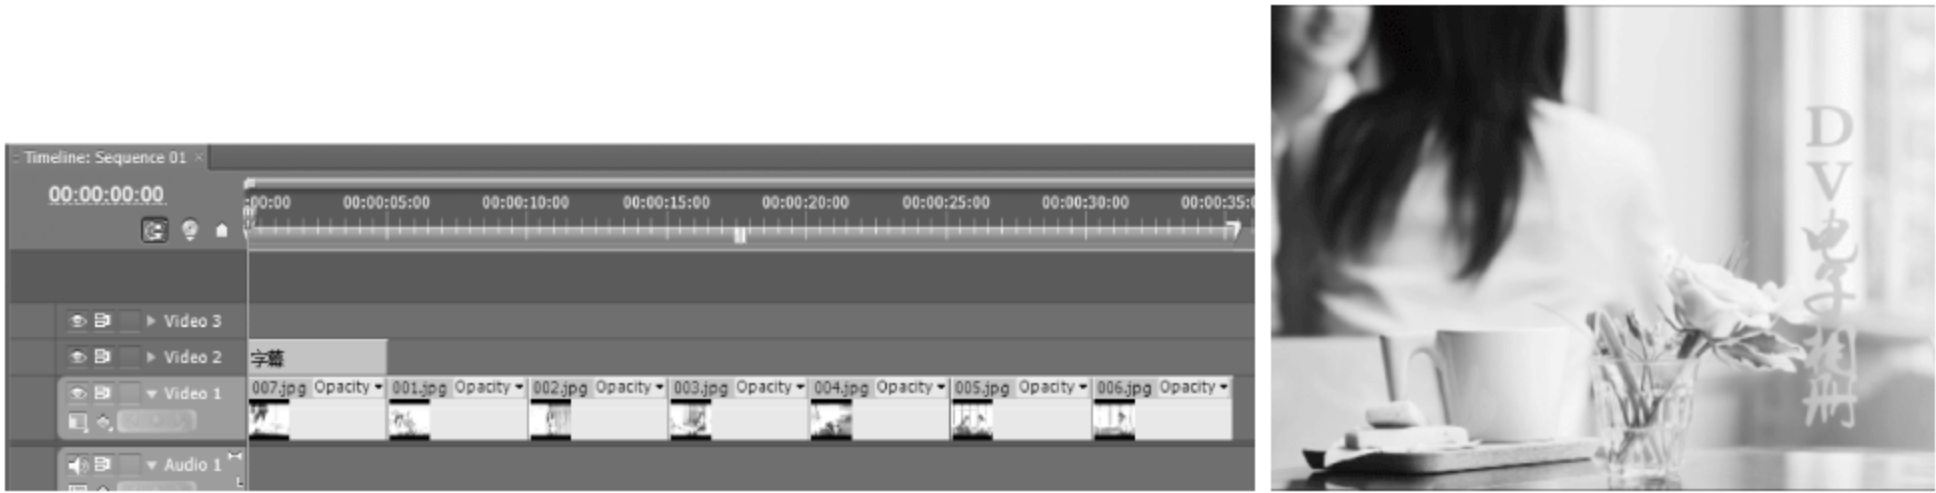 Timeline: Sequence 01 ×
00:00:00:00
:00:00 00:00:05:00 00:00:10:00 00:00:15:00 00:00:20:00 00:00:25:00 00:00:30:00 00:00:35:0
Video 3
Video 2
字幕
Video 1
007.jpg Opacity 001.jpg Opacity 002.jpg Opacity 003.jpg Opacity 004.jpg Opacity 005.jpg Opacity 006.jpg Opacity
Audio 1
DV电子相册